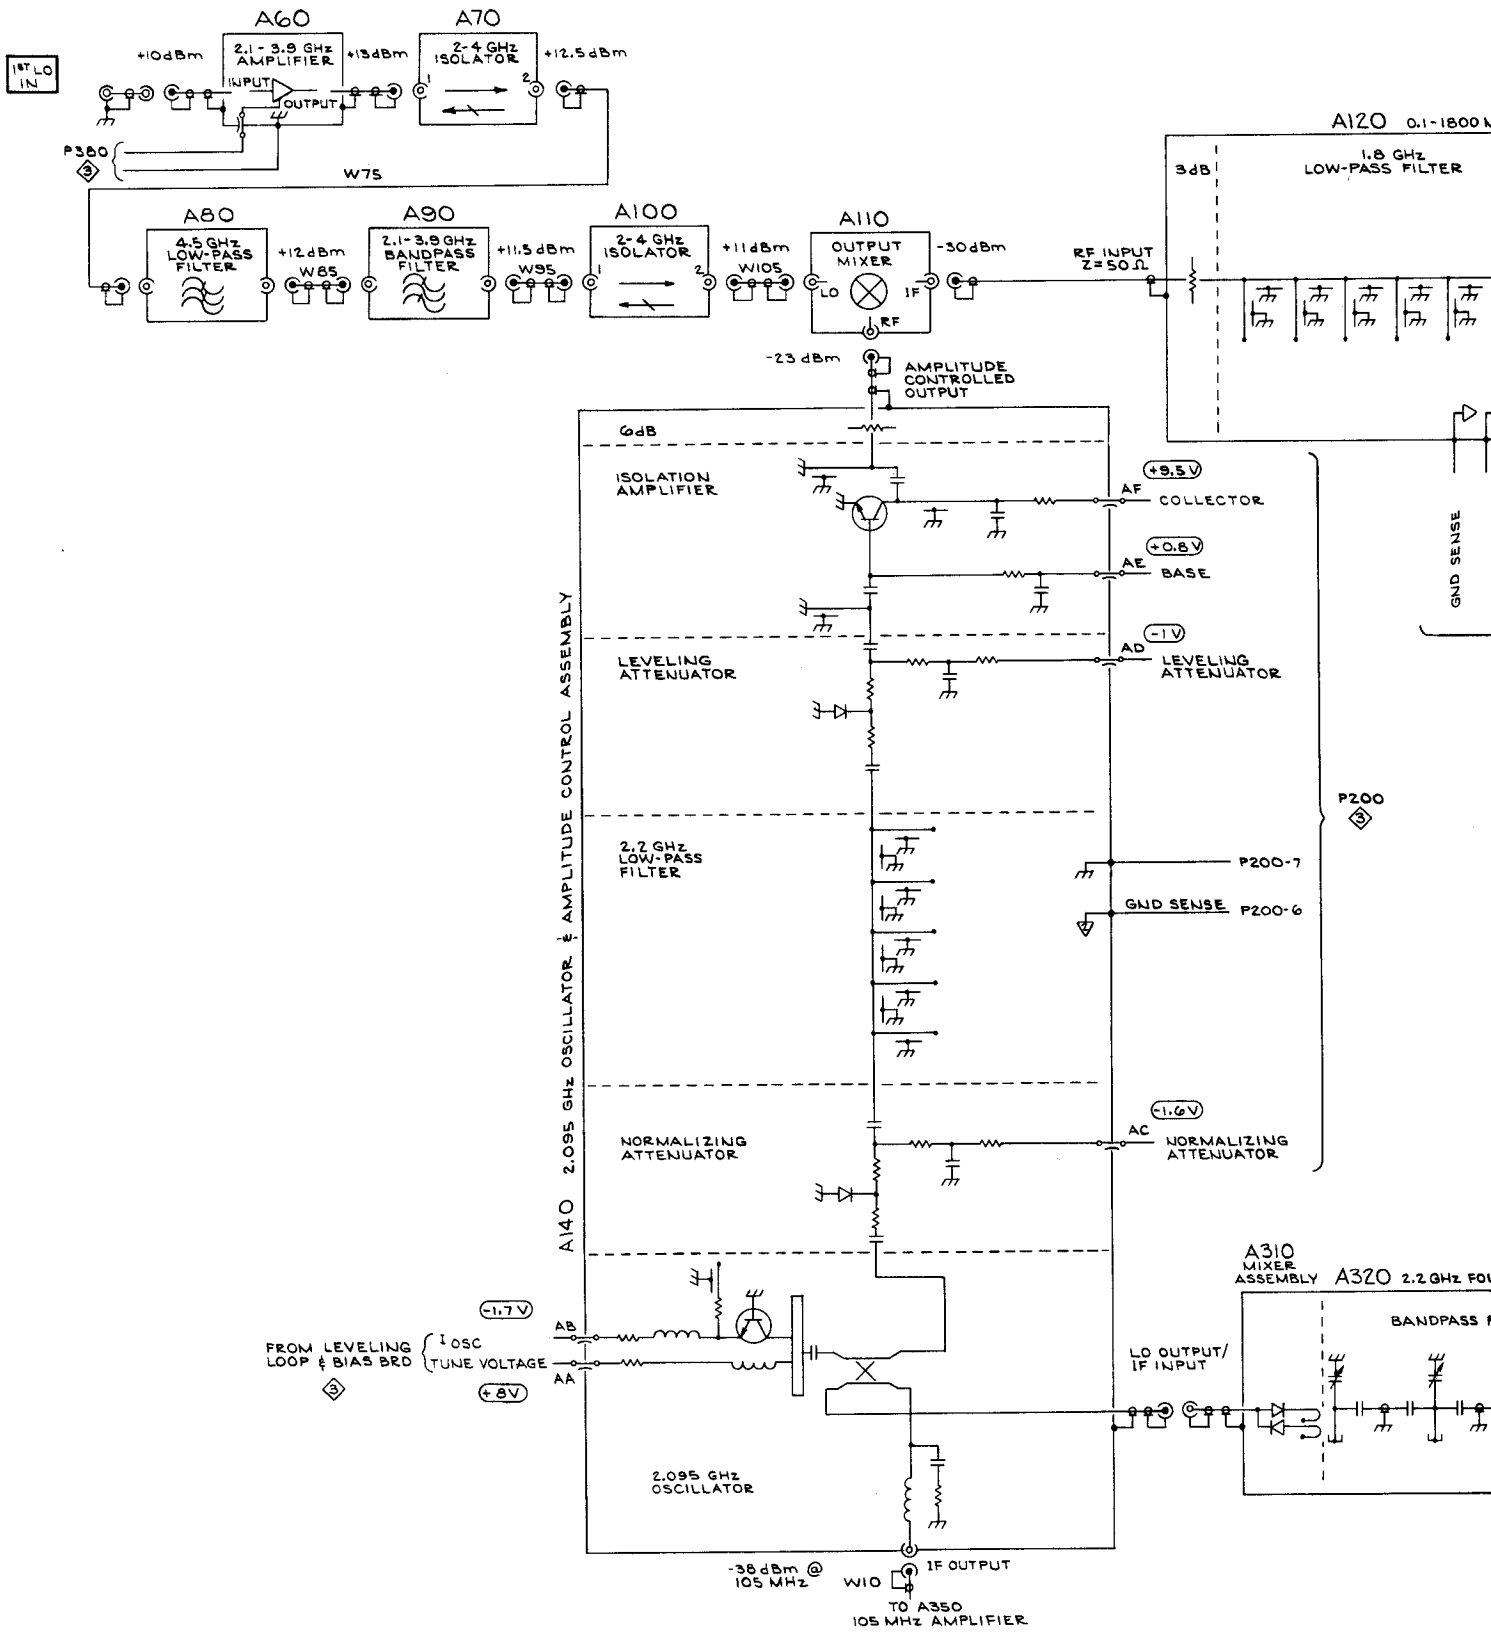 A60
A70
1ST LO
IN
+10dBm
2.1-3.9 GHz
AMPLIFIER
INPUT
OUTPUT
+13dBm
2-4 GHz
ISOLATOR
1
2
+12.5dBm
P380
3
W75
A80
A90
A100
A110
4.5 GHz
LOW-PASS
FILTER
+12dBm
W85
2.1-3.9 GHz
BANDPASS
FILTER
+11.5dBm
W95
2-4 GHz
ISOLATOR
1
2
+11dBm
W105
OUTPUT
MIXER
LO
IF
RF
-30dBm
RF INPUT
Z=50Ω
A120 0.1-1800 M
3dB
1.8 GHz
LOW-PASS FILTER
GND SENSE
-23 dBm
AMPLITUDE
CONTROLLED
OUTPUT
A140 2.095 GHz OSCILLATOR & AMPLITUDE CONTROL ASSEMBLY
6dB
ISOLATION
AMPLIFIER
+9.5V
AF
COLLECTOR
+0.8V
AE
BASE
LEVELING
ATTENUATOR
-1V
AD
LEVELING
ATTENUATOR
P200
3
2.2 GHz
LOW-PASS
FILTER
P200-7
GND SENSE P200-6
NORMALIZING
ATTENUATOR
-1.6V
AC
NORMALIZING
ATTENUATOR
-1.7V
AB
FROM LEVELING
LOOP & BIAS BRD
3
I OSC
TUNE VOLTAGE
AA
+8V
2.095 GHz
OSCILLATOR
LO OUTPUT/
IF INPUT
A310
MIXER
ASSEMBLY
A320 2.2 GHz FOU
BANDPASS F
-38dBm @
105 MHz
W10
IF OUTPUT
TO A350
105 MHz AMPLIFIER